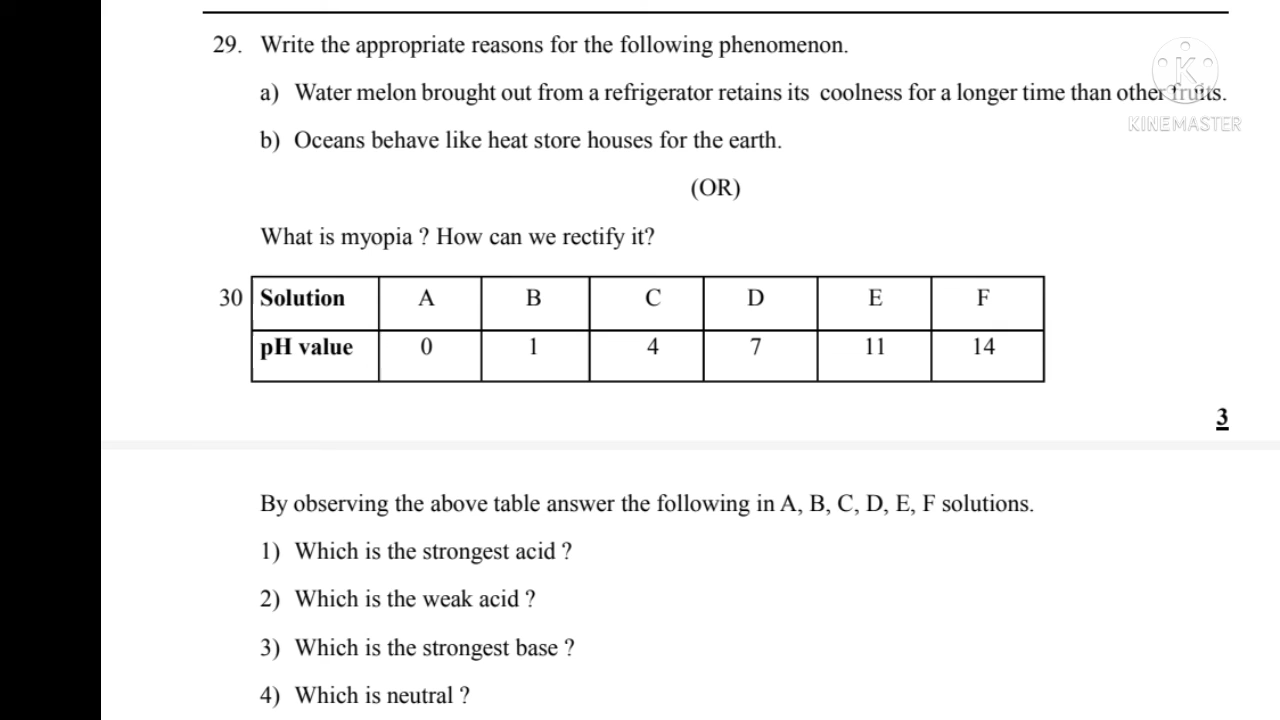 29. Write the appropriate reasons for the following phenomenon.
K
a) Water melon brought out from a refrigerator retains its coolness for a longer time than other fruits.
KINEMASTER
b) Oceans behave like heat store houses for the earth.
(OR)
What is myopia ? How can we rectify it?
30 Solution A B C D E F
pH value 0 1 4 7 11 14
3
By observing the above table answer the following in A, B, C, D, E, F solutions.
1) Which is the strongest acid ?
2) Which is the weak acid ?
3) Which is the strongest base ?
4) Which is neutral ?